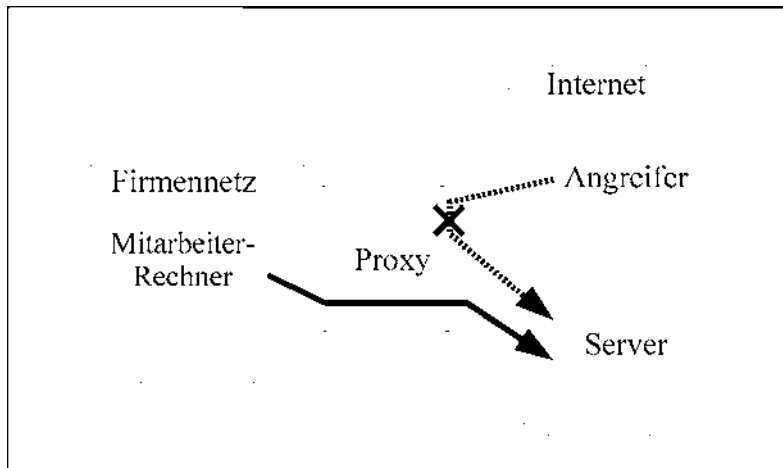 Internet
Firmennetz
Angreifer
Mitarbeiter-
Rechner
Proxy
Server